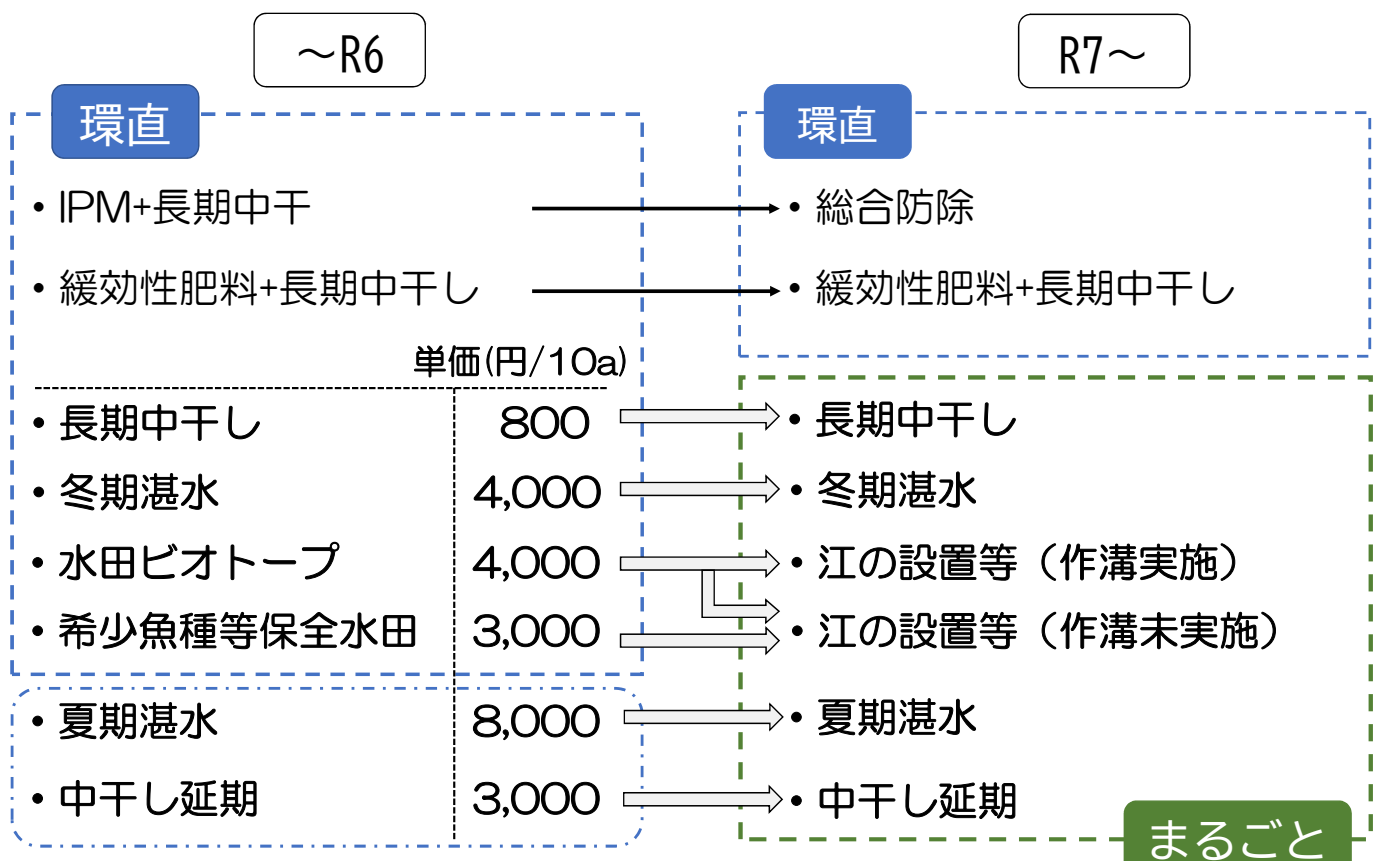 ～R6
R7～
環直
・IPM+長期中干
・緩効性肥料+長期中干し
単価(円/10a)
・長期中干し 800
・冬期湛水 4,000
・水田ビオトープ 4,000
・希少魚種等保全水田 3,000
・夏期湛水 8,000
・中干し延期 3,000
環直
・総合防除
・緩効性肥料+長期中干し
・長期中干し
・冬期湛水
・江の設置等（作溝実施）
・江の設置等（作溝未実施）
・夏期湛水
・中干し延期
まるごと